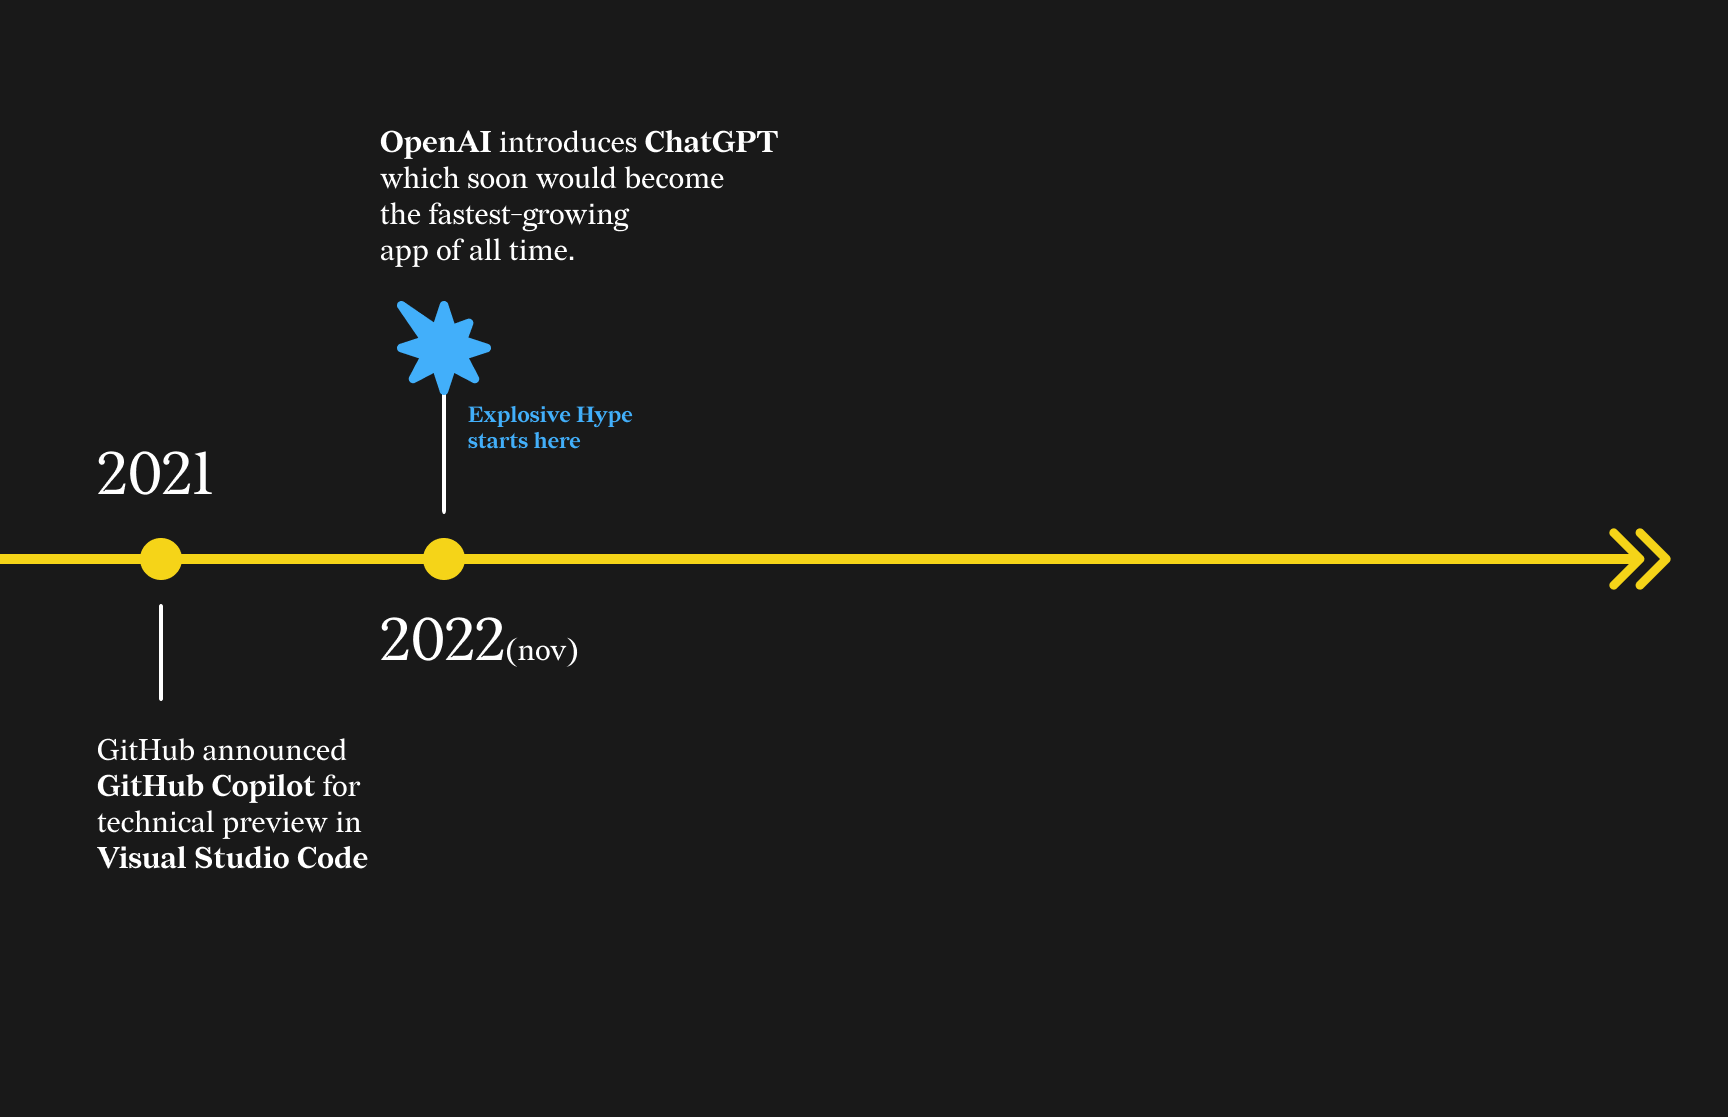 OpenAI introduces ChatGPT
which soon would become
the fastest-growing
app of all time.
Explosive Hype
starts here
2021
2022(nov)
GitHub announced
GitHub Copilot for
technical preview in
Visual Studio Code